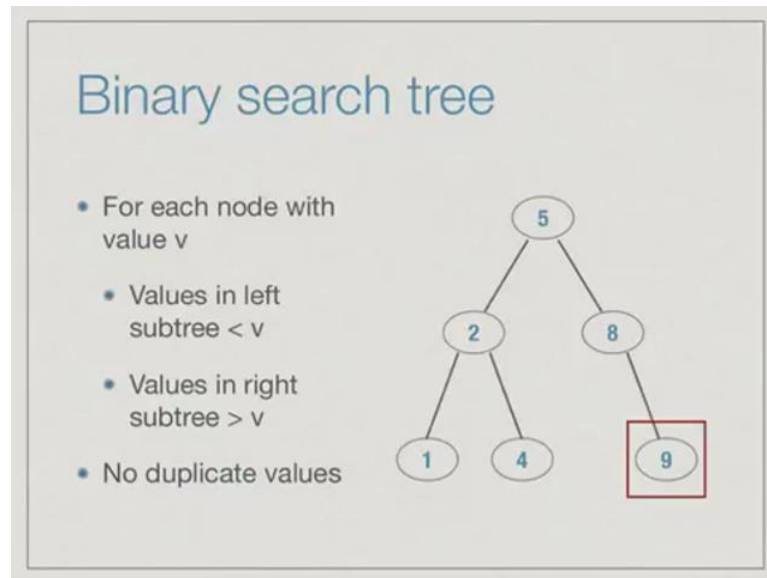 Binary search tree
• For each node with
value v
• Values in left
subtree < v
• Values in right
subtree > v
• No duplicate values
5
2
8
1
4
9